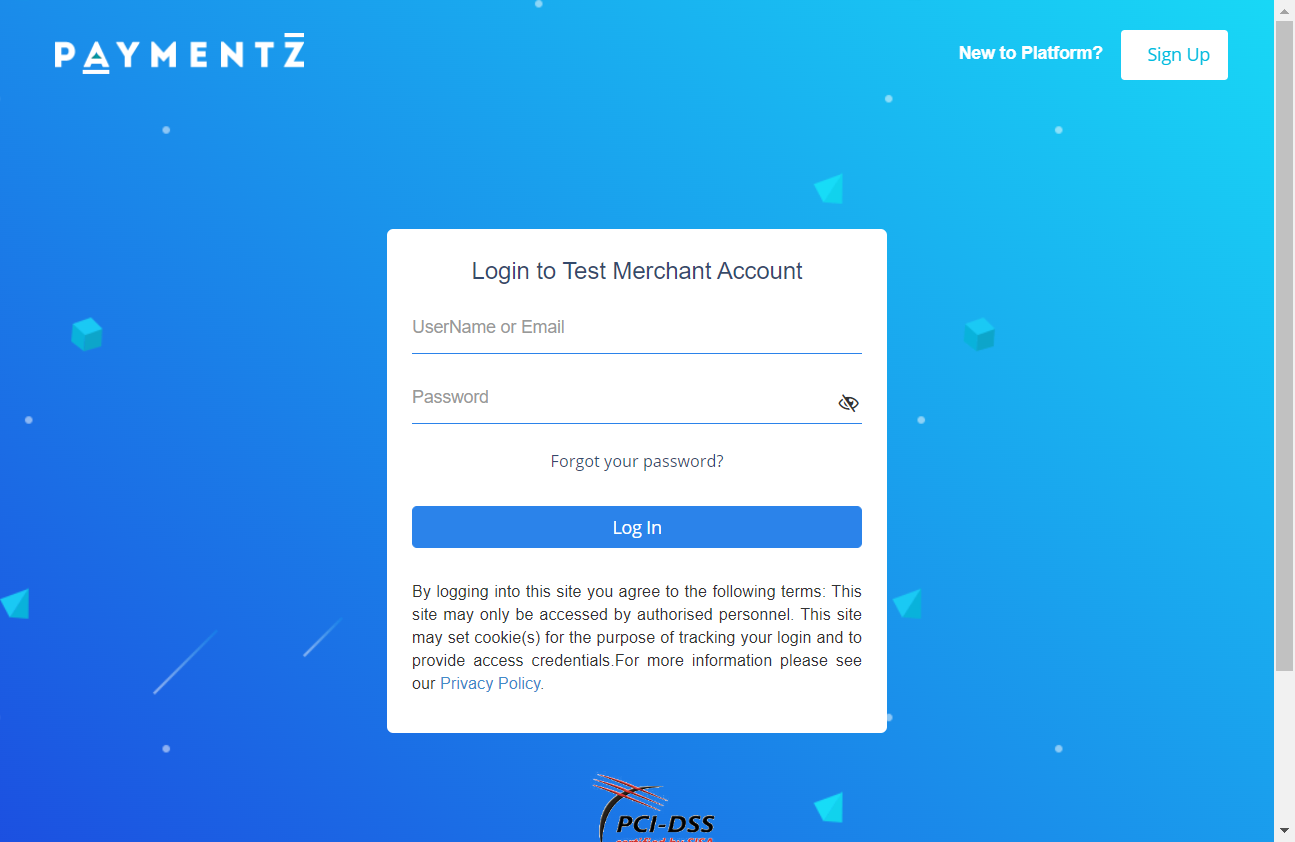 PAYMENTZ
New to Platform?
Sign Up
Login to Test Merchant Account
UserName or Email
Password
Forgot your password?
Log In
By logging into this site you agree to the following terms: This
site may only be accessed by authorised personnel. This site
may set cookie(s) for the purpose of tracking your login and to
provide access credentials.For more information please see
our Privacy Policy.
PCI-DSS